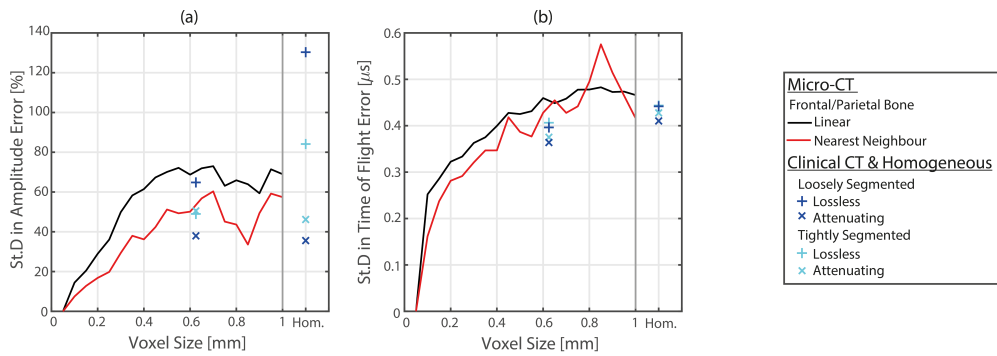 (a)
St.D in Amplitude Error [%]
140
120
100
80
60
40
20
0
0 0.2 0.4 0.6 0.8 1 Hom.
Voxel Size [mm]
(b)
St.D in Time of Flight Error [μs]
0.6
0.5
0.4
0.3
0.2
0.1
0
0 0.2 0.4 0.6 0.8 1 Hom.
Voxel Size [mm]
Micro-CT
Frontal/Parietal Bone
Linear
Nearest Neighbour
Clinical CT & Homogeneous
Loosely Segmented
Lossless
Attenuating
Tightly Segmented
Lossless
Attenuating